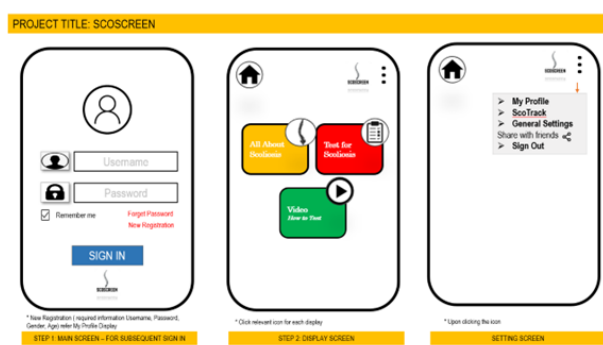 PROJECT TITLE: SCOSCREEN
Username
Password
Remember me
Forget Password
New Registration
SIGN IN
SCOSCREEN
* New Registration ( required information Username, Password,
Gender, Age) refer My Profile Display
STEP 1: MAIN SCREEN – FOR SUBSEQUENT SIGN IN
SCOSCREEN
All About
Scoliosis
Test for
Scoliosis
Video
How to Test
* Click relevant icon for each display
STEP 2: DISPLAY SCREEN
SCOSCREEN
➢ My Profile
➢ ScoTrack
➢ General Settings
Share with friends
➢ Sign Out
* Upon clicking the icon
SETTING SCREEN